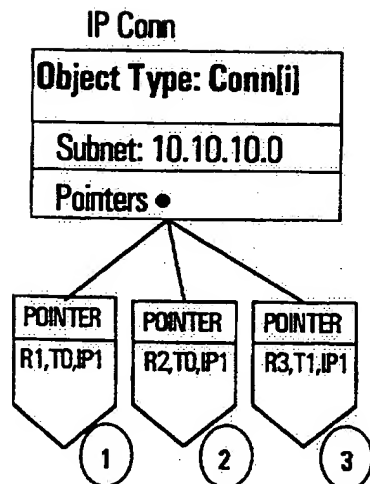 IP Conn
Object Type: Conn[i]
Subnet: 10.10.10.0
Pointers
POINTER POINTER POINTER
R1,T0,IP1 R2,T0,IP1 R3,T1,IP1
1 2 3